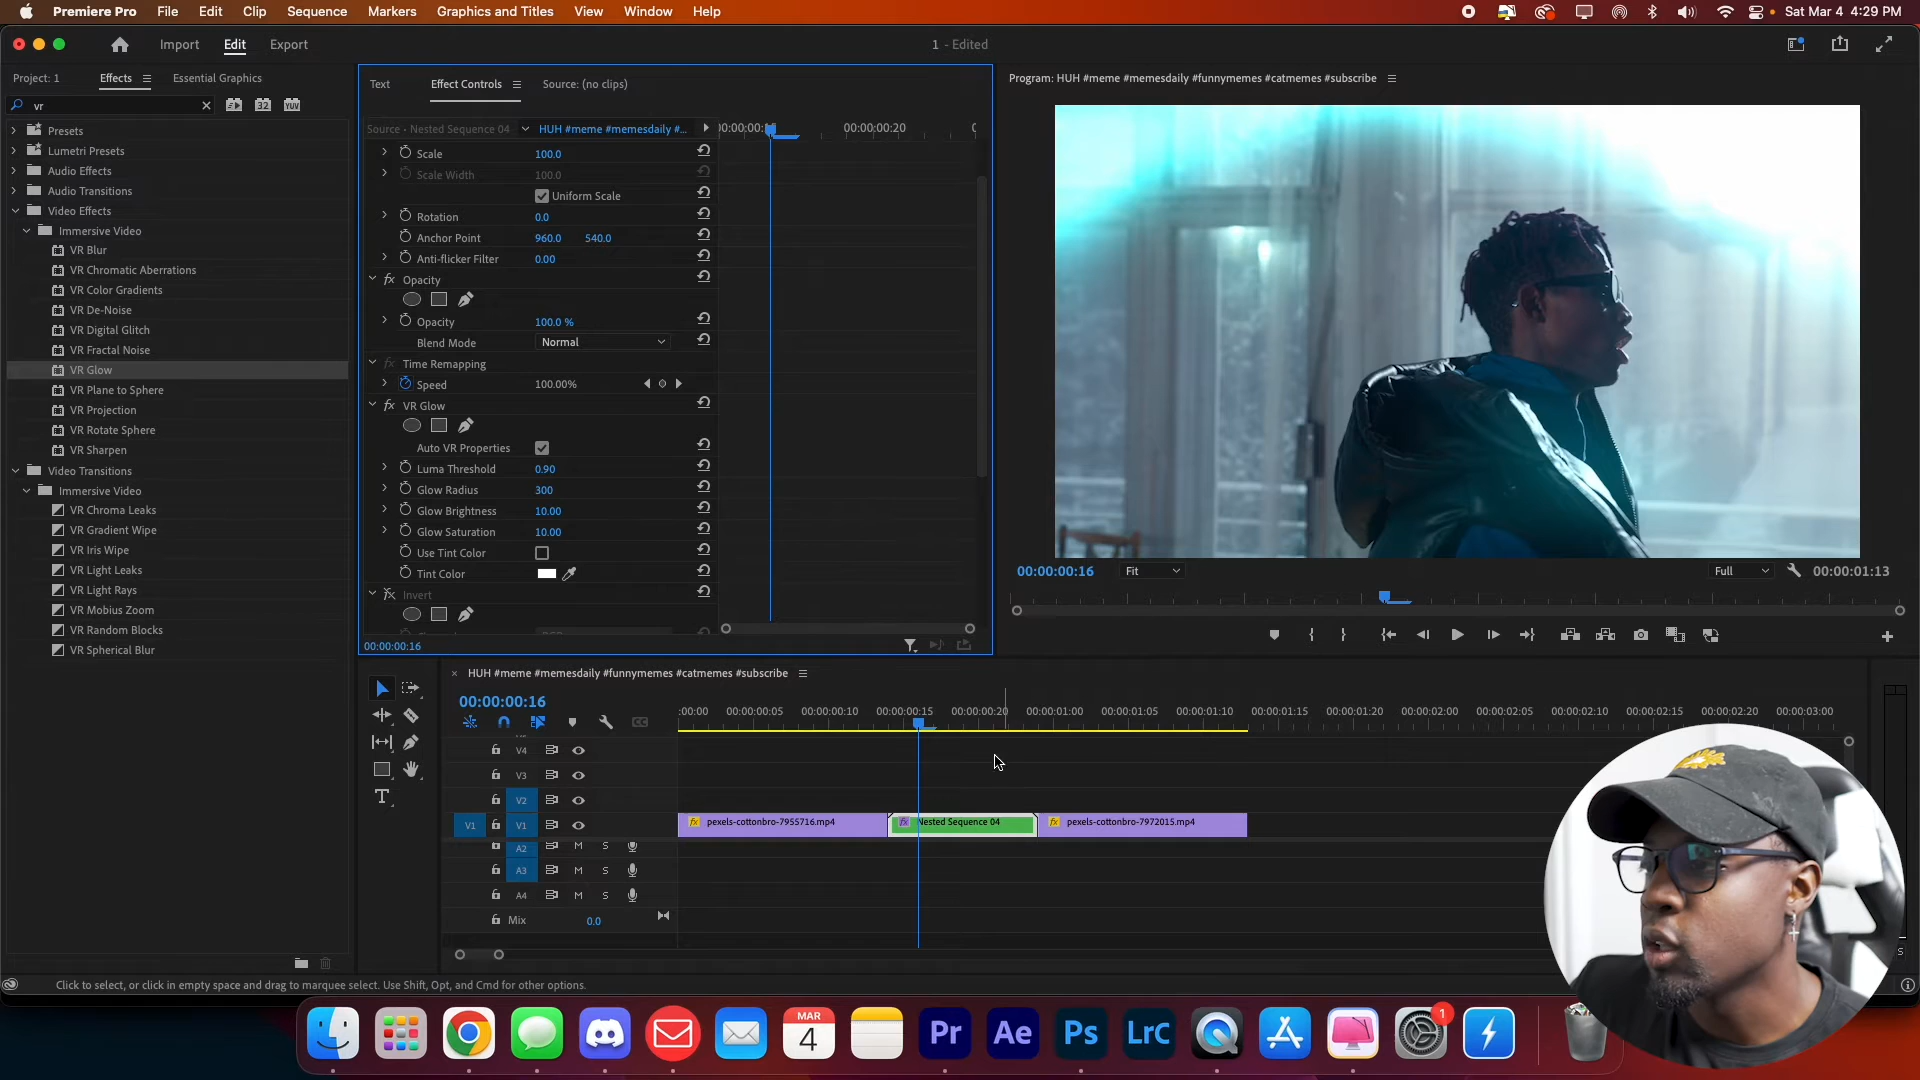 Premiere Pro File Edit Clip Sequence Markers Graphics and Titles View Window Help Sat Mar 4 4:29 PM
Import Edit Export 1 - Edited
Project: 1 Effects Essential Graphics
vr
Presets
Lumetri Presets
Audio Effects
Audio Transitions
Video Effects
Immersive Video
VR Blur
VR Chromatic Aberrations
VR Color Gradients
VR De-Noise
VR Digital Glitch
VR Fractal Noise
VR Glow
VR Plane to Sphere
VR Projection
VR Rotate Sphere
VR Sharpen
Video Transitions
Immersive Video
VR Chroma Leaks
VR Gradient Wipe
VR Iris Wipe
VR Light Leaks
VR Light Rays
VR Mobius Zoom
VR Random Blocks
VR Spherical Blur
Text Effect Controls Source: (no clips)
Source • Nested Sequence 04 HUH #meme #memesdaily #... 00:00:00:20
Scale 100.0
Scale Width 100.0
Uniform Scale
Rotation 0.0
Anchor Point 960.0 540.0
Anti-flicker Filter 0.00
fx Opacity
Opacity 100.0 %
Blend Mode Normal
fx Time Remapping
Speed 100.00%
fx VR Glow
Auto VR Properties
Luma Threshold 0.90
Glow Radius 300
Glow Brightness 10.00
Glow Saturation 10.00
Use Tint Color
Tint Color
fx Invert
00:00:00:16
Program: HUH #meme #memesdaily #funnymemes #catmemes #subscribe
00:00:00:16 Fit Full 00:00:01:13
HUH #meme #memesdaily #funnymemes #catmemes #subscribe
00:00:00:16
:00:00 00:00:00:05 00:00:00:10 00:00:00:15 00:00:00:20 00:00:01:00 00:00:01:05 00:00:01:10 00:00:01:15 00:00:01:20 00:00:02:00 00:00:02:05 00:00:02:10 00:00:02:15 00:00:02:20 00:00:03:00
V4
V3
V2
V1 V1 fx pexels-cottonbro-7955716.mp4 fx Nested Sequence 04 fx pexels-cottonbro-7972015.mp4
A2 M S
A3 M S
A4 M S
Mix 0.0
Click to select, or click in empty space and drag to marquee select. Use Shift, Opt, and Cmd for other options.
MAR
4
Pr Ae Ps LrC
1